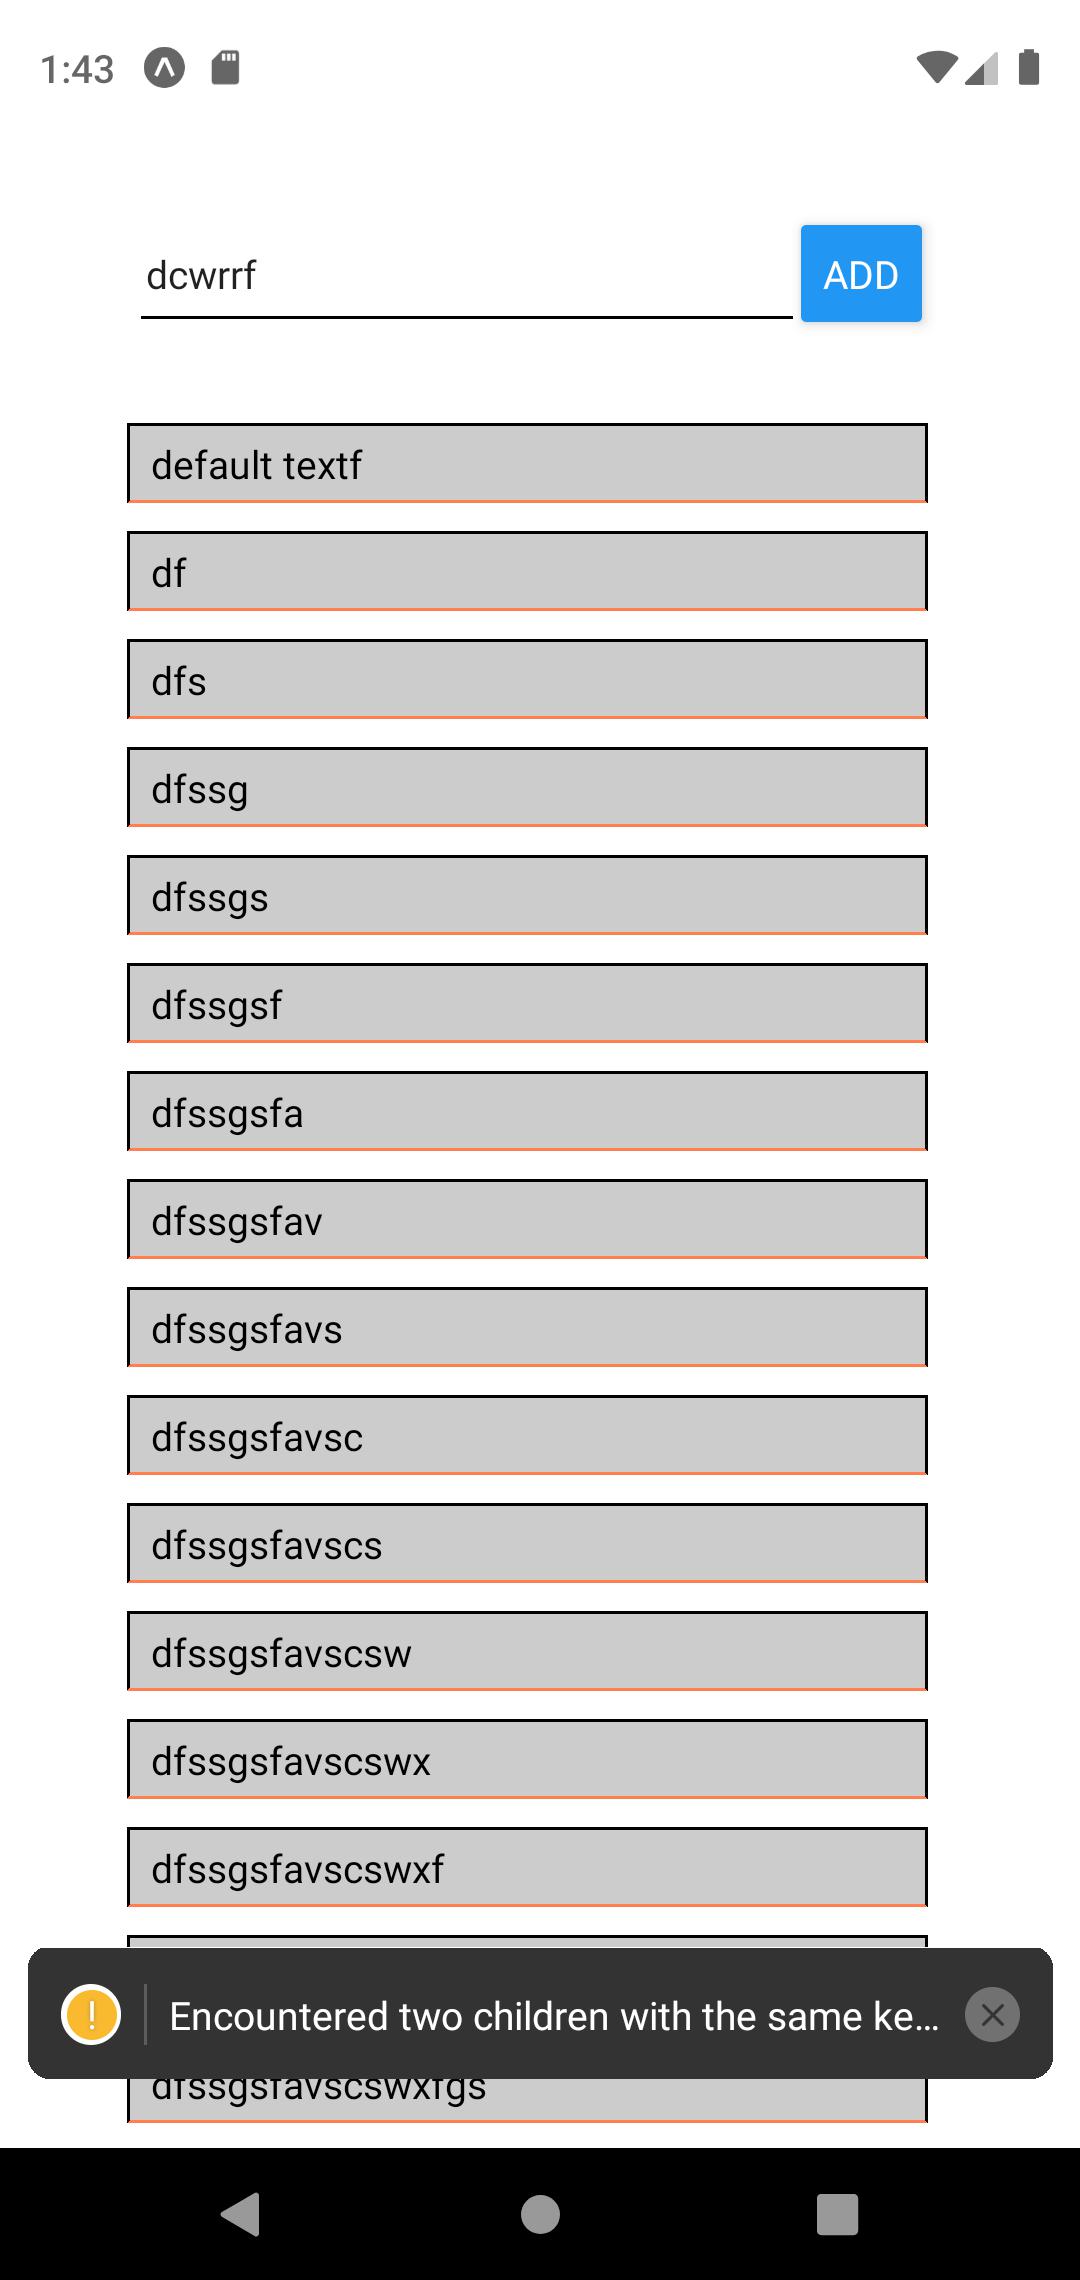 1:43
dcwrrf
ADD
default textf
df
dfs
dfssg
dfssgs
dfssgsf
dfssgsfa
dfssgsfav
dfssgsfavs
dfssgsfavsc
dfssgsfavscs
dfssgsfavscsw
dfssgsfavscswx
dfssgsfavscswxf
Encountered two children with the same ke...
dfssgsfavscswxfgs